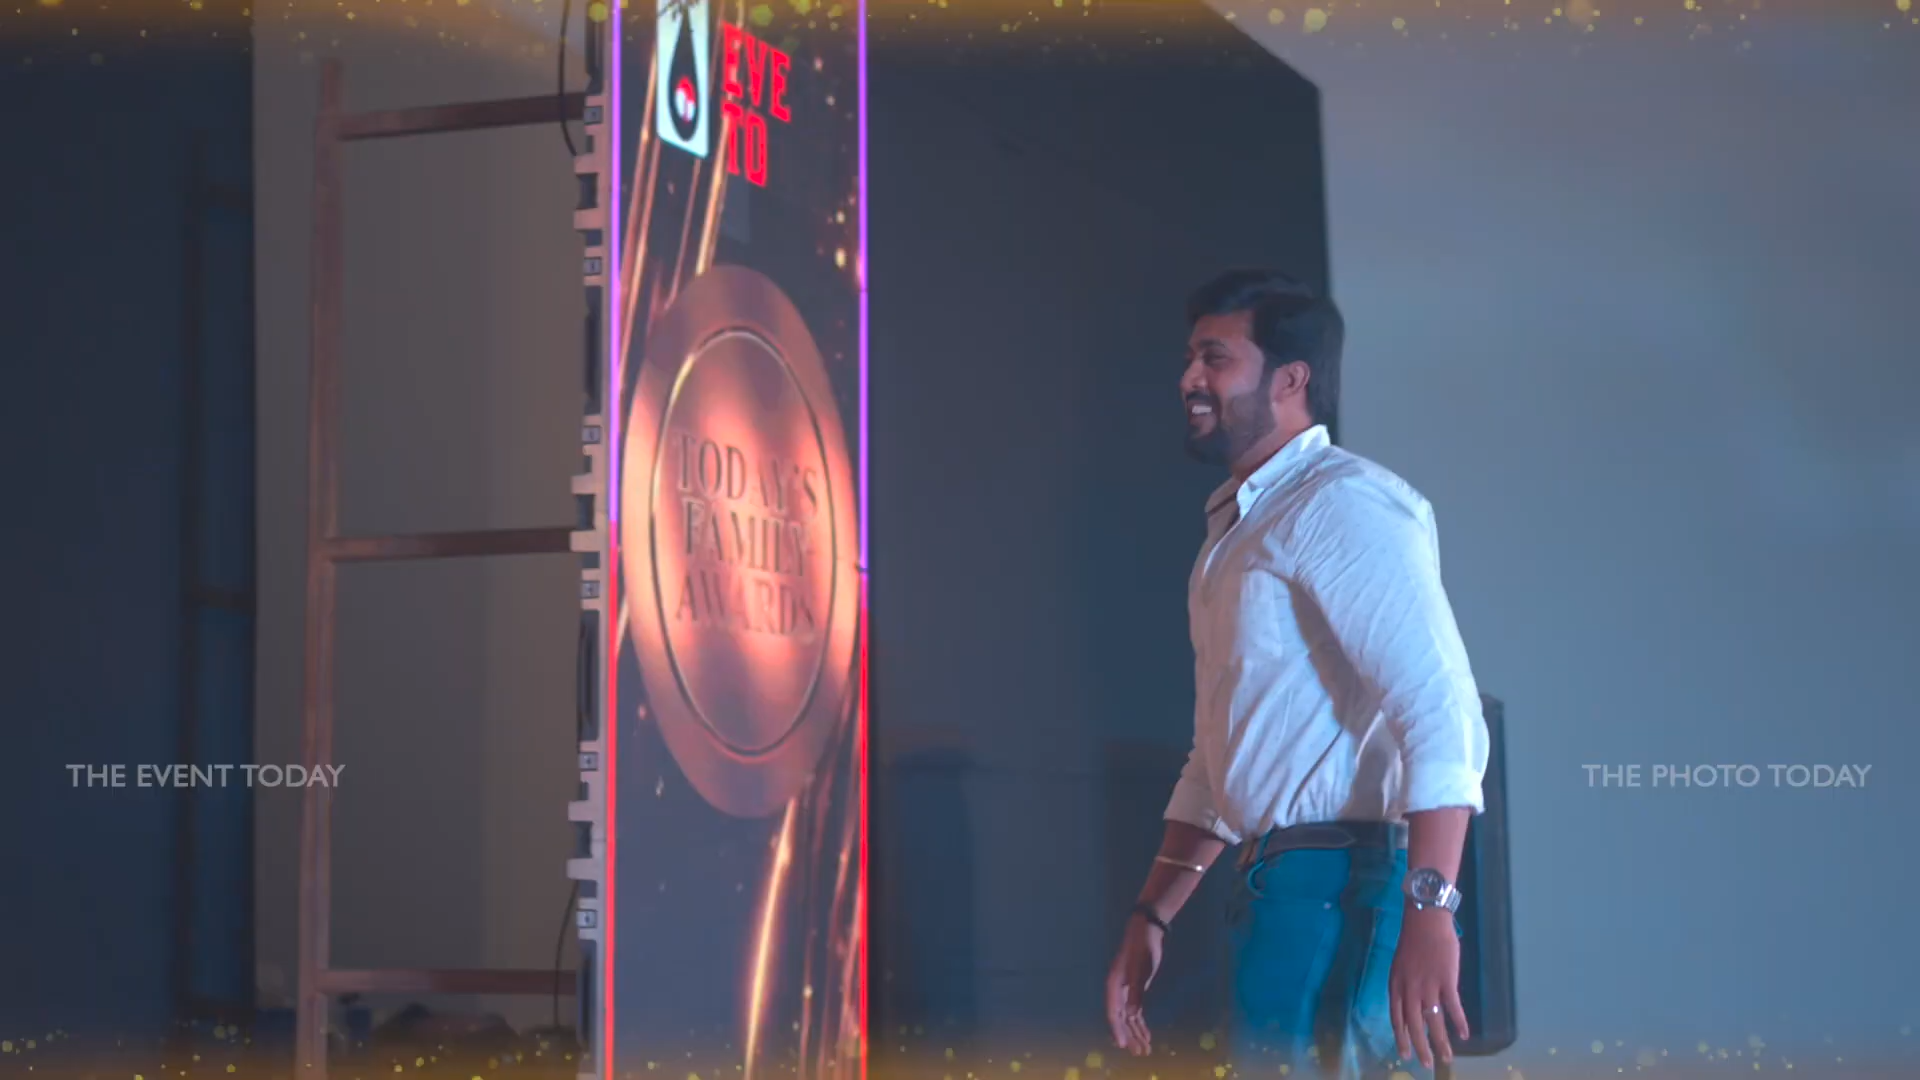 EVE
TO
TODAY'S
FAMILY
AWARDS
THE EVENT TODAY
THE PHOTO TODAY